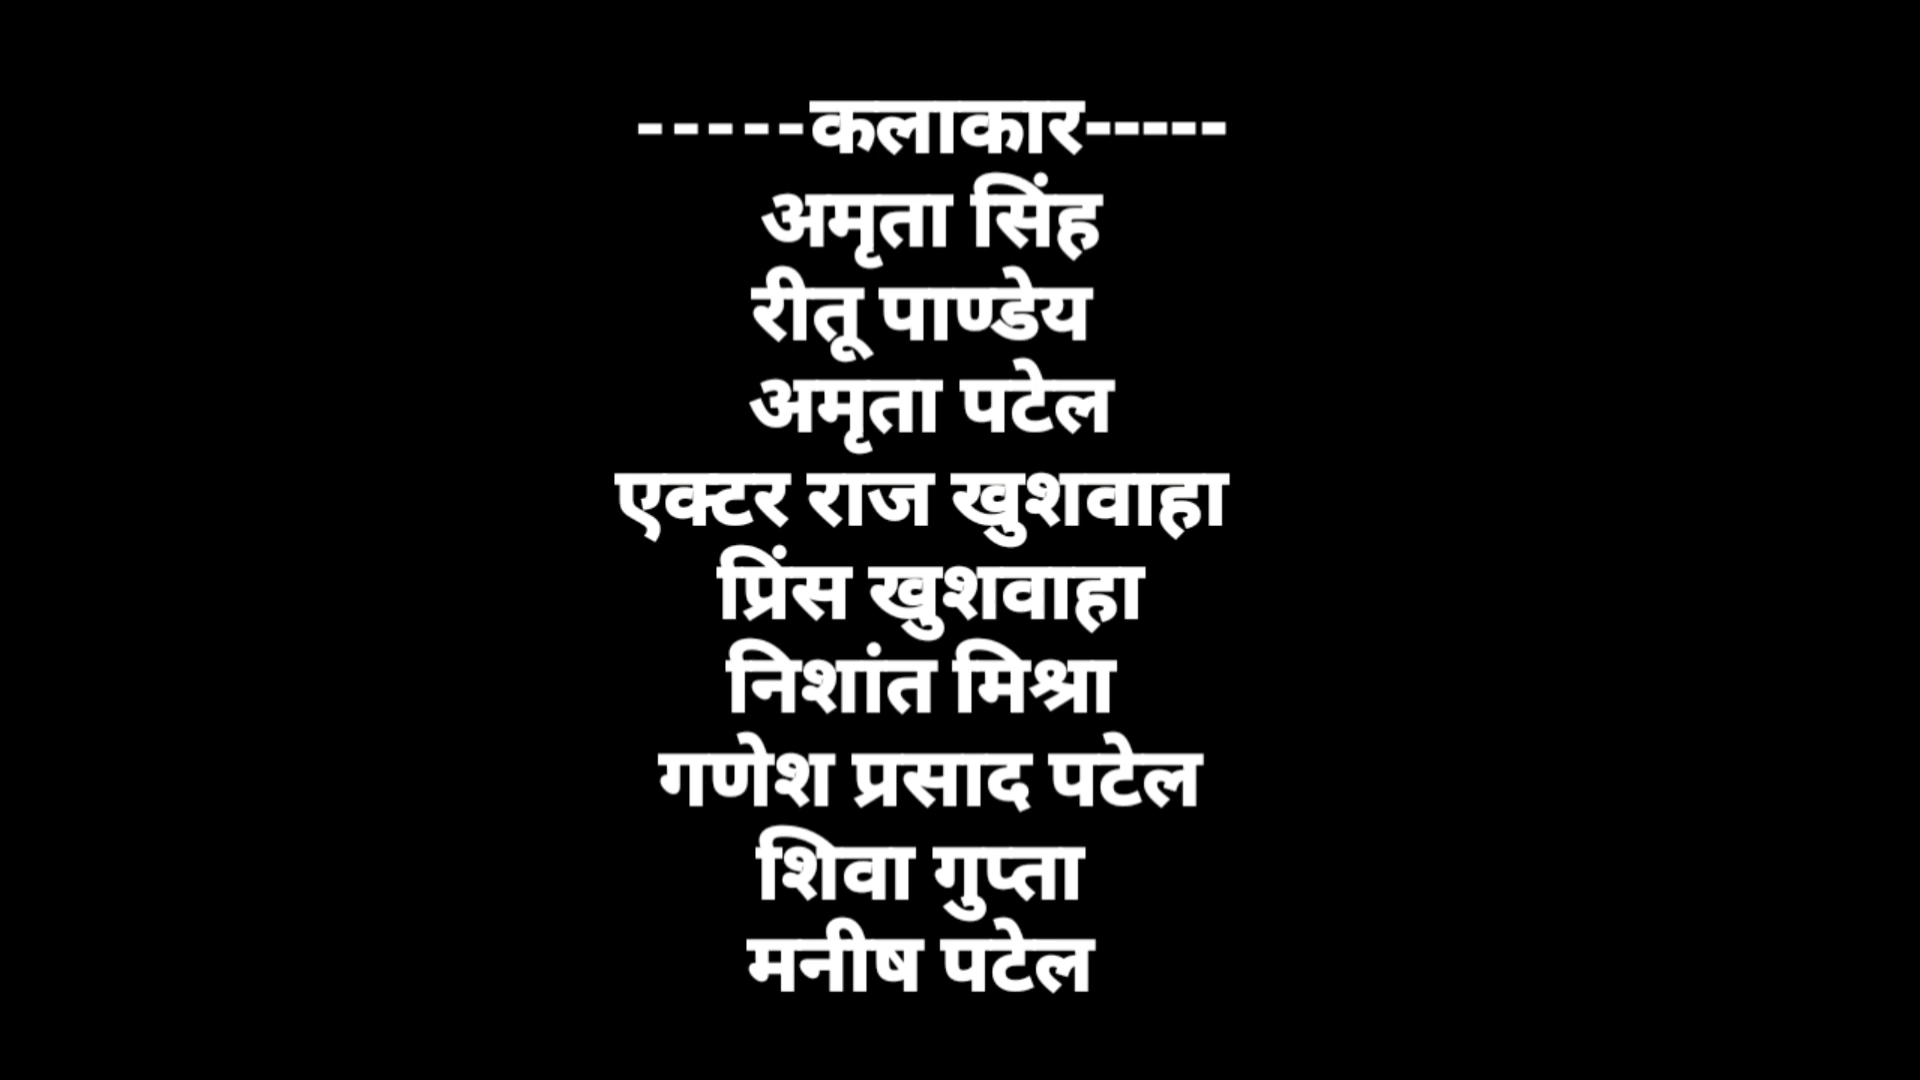 -----कलाकार-----
अमृता सिंह
रीतू पाण्डेय
अमृता पटेल
एक्टर राज खुशवाहा
प्रिंस खुशवाहा
निशांत मिश्रा
गणेश प्रसाद पटेल
शिवा गुप्ता
मनीष पटेल